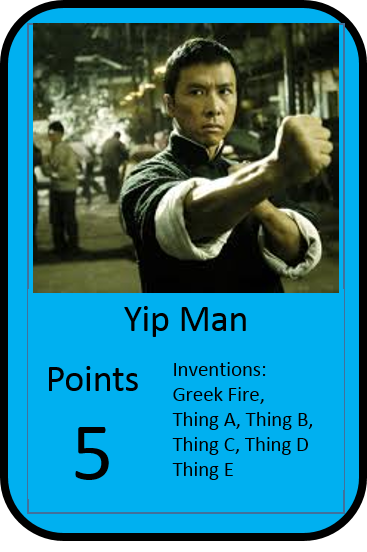 Yip Man
Points
5
Inventions:
Greek Fire,
Thing A, Thing B,
Thing C, Thing D
Thing E